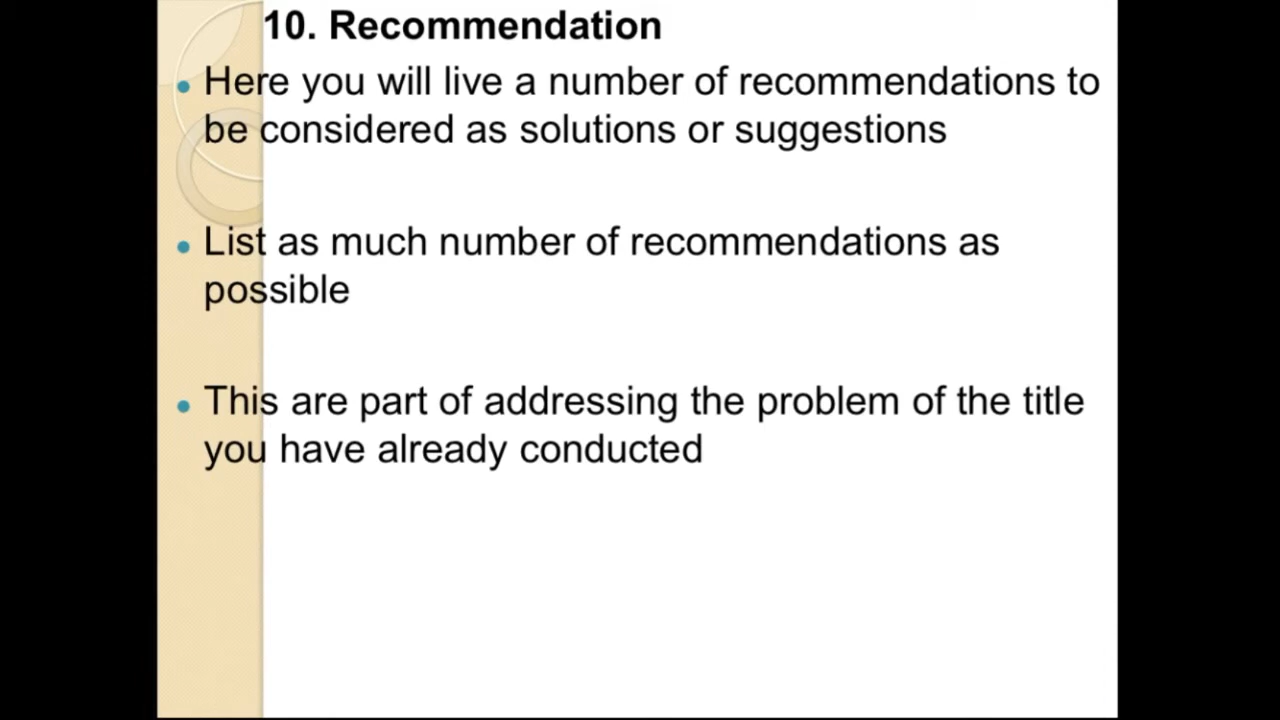 10. Recommendation
• Here you will live a number of recommendations to
be considered as solutions or suggestions
• List as much number of recommendations as
possible
• This are part of addressing the problem of the title
you have already conducted